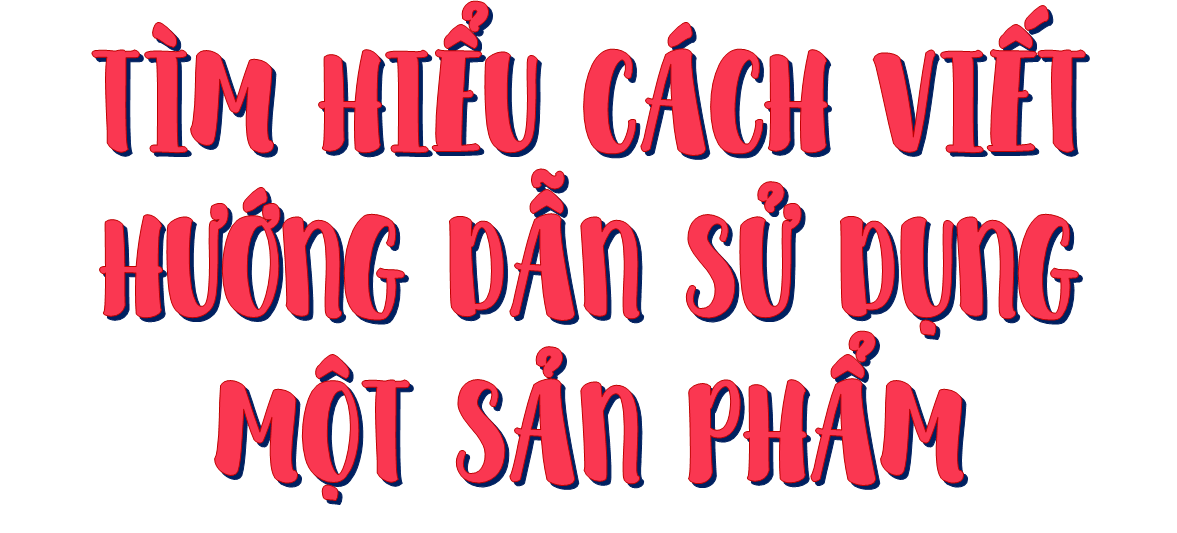 TÌM HIỂU CÁCH VIẾT
HƯỚNG DẪN SỬ DỤNG
MỘT SẢN PHẨM